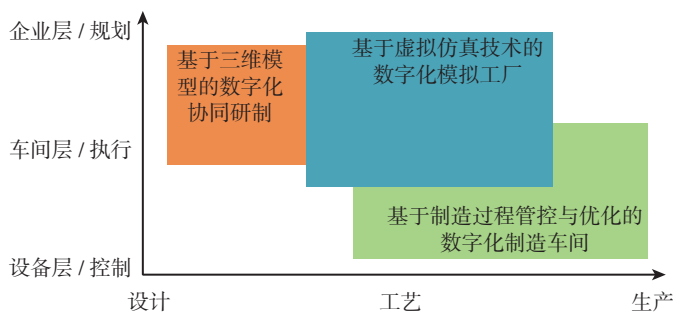 企业层 / 规划
基于三维模
型的数字化
协同研制
基于虚拟仿真技术的
数字化模拟工厂
车间层 / 执行
基于制造过程管控与优化的
数字化制造车间
设备层 / 控制
设计
工艺
生产